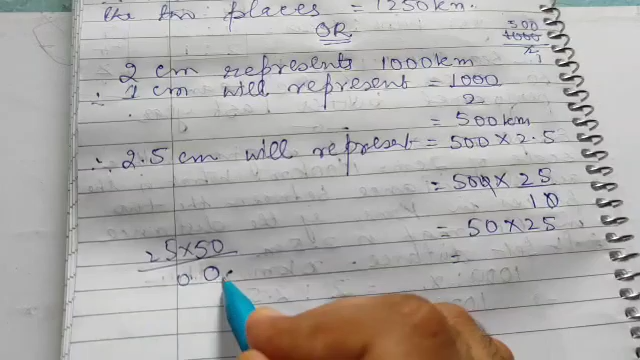 the two places = 1250 km.
OR
500
1000
2
1
2 cm represents 1000 km
∴ 1 cm will represent = 1000
2
= 500 km
∴ 2.5 cm will represent = 500 × 2.5
= 500 × 25
10
= 50 × 25
25 × 50
=
0 0